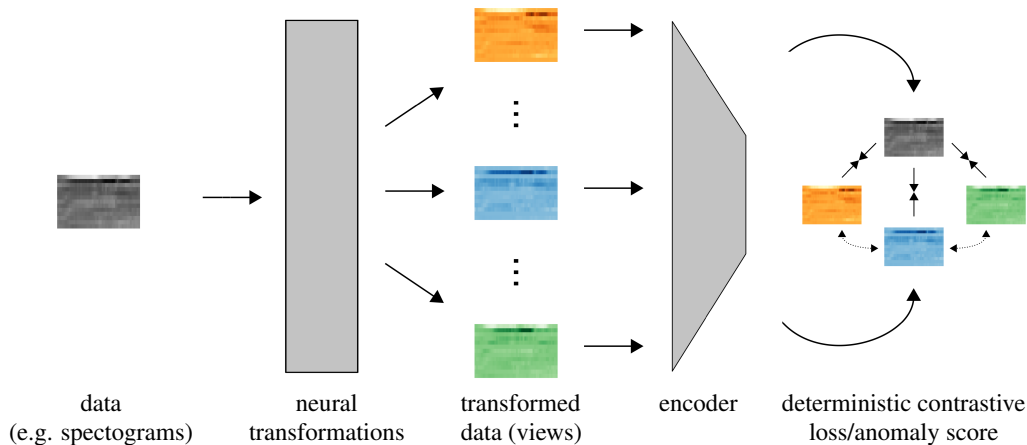 data
(e.g. spectograms)
neural
transformations
transformed
data (views)
encoder
deterministic contrastive
loss/anomaly score